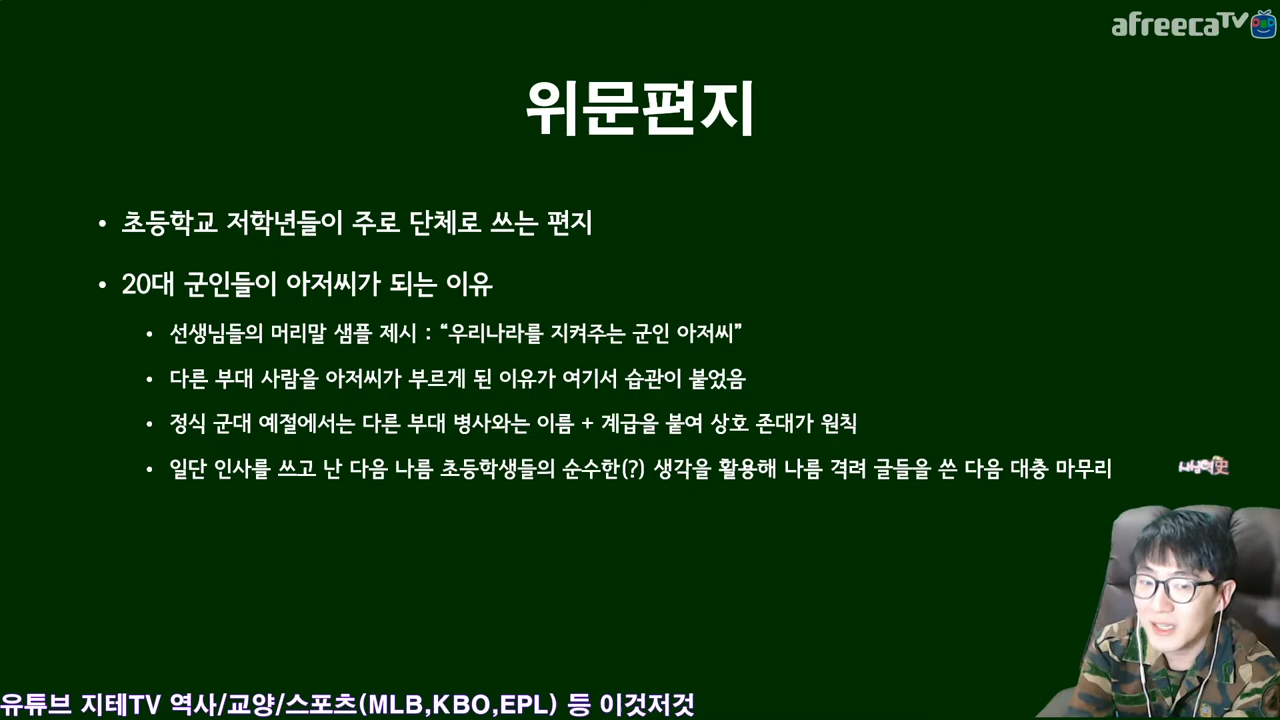 afreecaTV
위문편지
• 초등학교 저학년들이 주로 단체로 쓰는 편지
• 20대 군인들이 아저씨가 되는 이유
• 선생님들의 머리말 샘플 제시 : “우리나라를 지켜주는 군인 아저씨”
• 다른 부대 사람을 아저씨가 부르게 된 이유가 여기서 습관이 붙었음
• 정식 군대 예절에서는 다른 부대 병사와는 이름 + 계급을 붙여 상호 존대가 원칙
• 일단 인사를 쓰고 난 다음 나름 초등학생들의 순수한(?) 생각을 활용해 나름 격려 글들을 쓴 다음 대충 마무리
유튜브 지테TV 역사/교양/스포츠(MLB,KBO,EPL) 등 이것저것